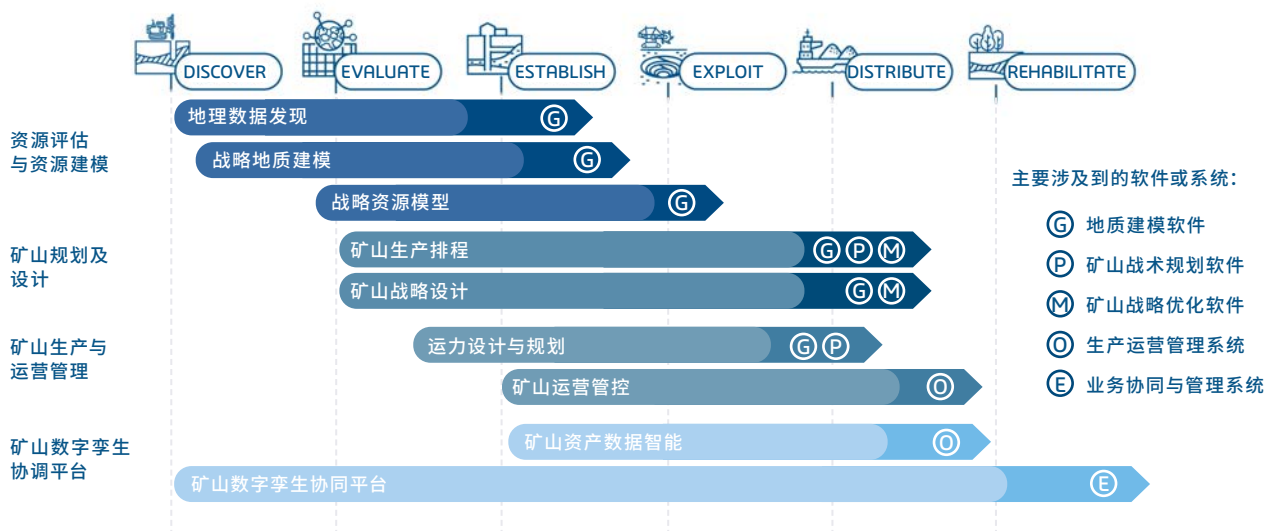 DISCOVER
EVALUATE
ESTABLISH
EXPLOIT
DISTRIBUTE
REHABILITATE
资源评估
与资源建模
地理数据发现
G
战略地质建模
G
战略资源模型
G
矿山规划及
设计
矿山生产排程
G P M
矿山战略设计
G M
矿山生产与
运营管理
运力设计与规划
G P
矿山运营管控
O
矿山数字孪生
协调平台
矿山资产数据智能
O
矿山数字孪生协同平台
E
主要涉及到的软件或系统：
G 地质建模软件
P 矿山战术规划软件
M 矿山战略优化软件
O 生产运营管理系统
E 业务协同与管理系统